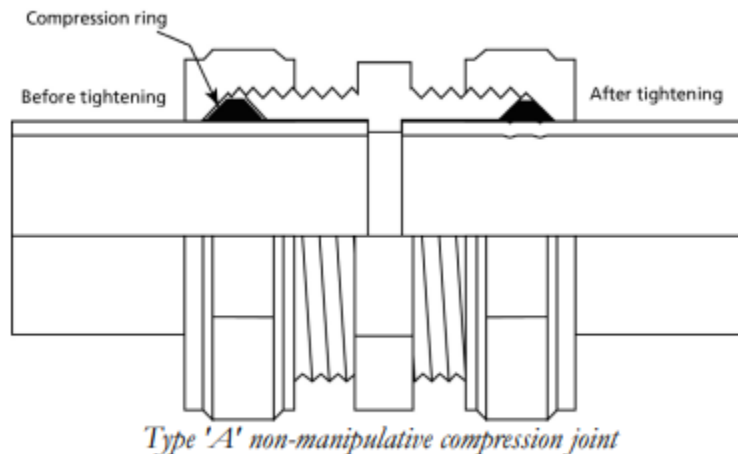 Compression ring
Before tightening
After tightening
Type 'A' non-manipulative compression joint